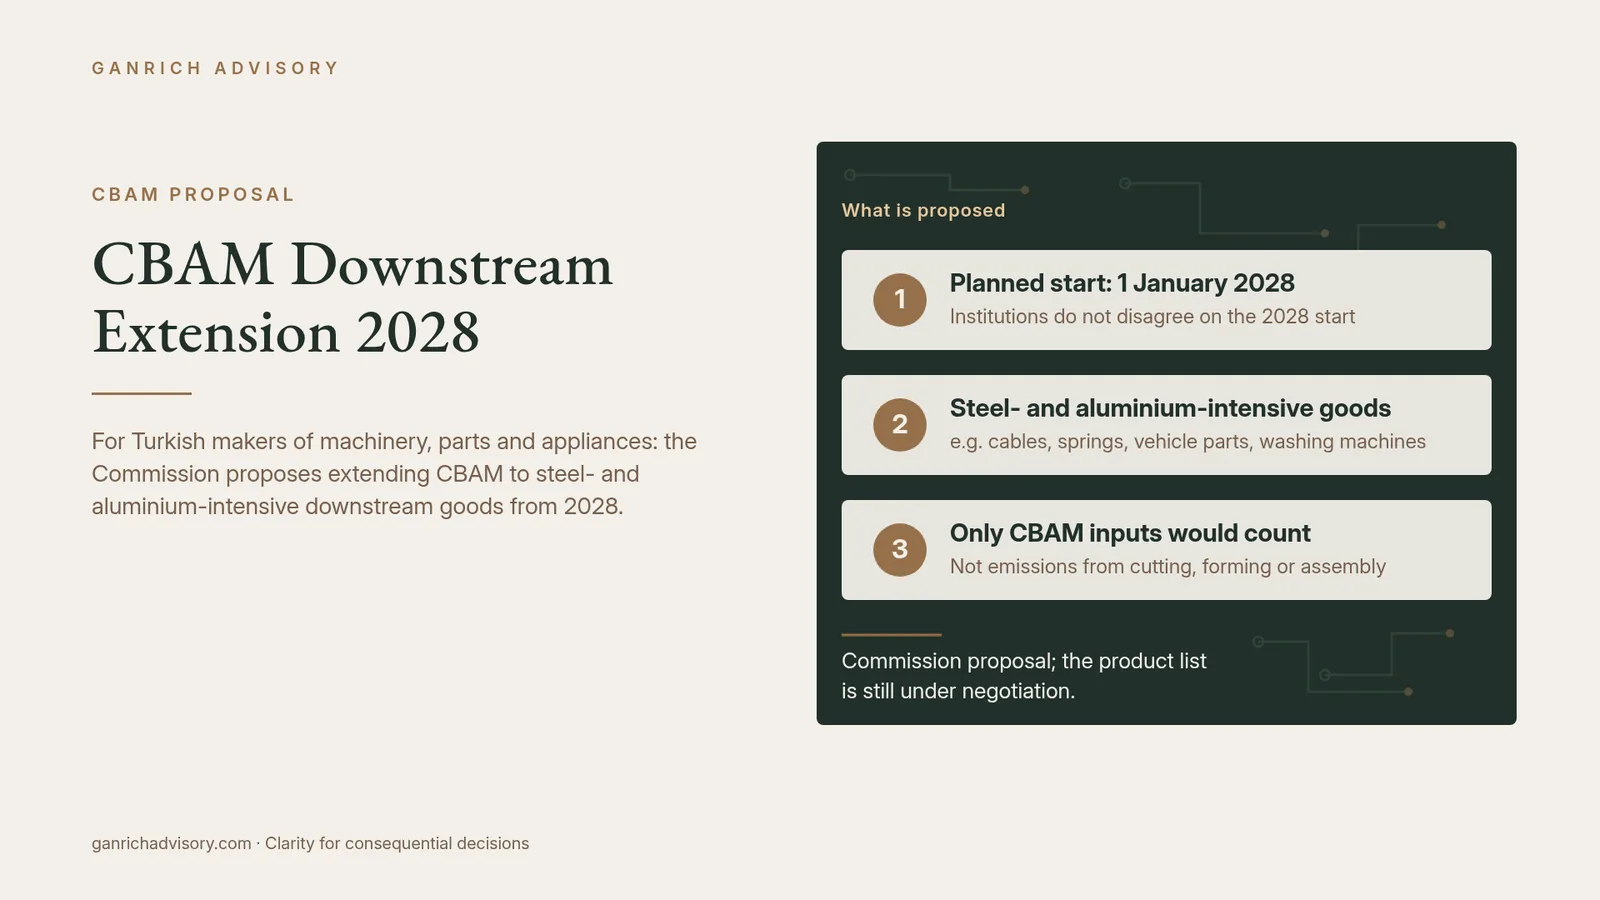 GANRICH ADVISORY
CBAM PROPOSAL
CBAM Downstream
Extension 2028
For Turkish makers of machinery, parts and appliances: the
Commission proposes extending CBAM to steel- and
aluminium-intensive downstream goods from 2028.
What is proposed
1
Planned start: 1 January 2028
Institutions do not disagree on the 2028 start
2
Steel- and aluminium-intensive goods
e.g. cables, springs, vehicle parts, washing machines
3
Only CBAM inputs would count
Not emissions from cutting, forming or assembly
Commission proposal; the product list
is still under negotiation.
ganrichadvisory.com · Clarity for consequential decisions